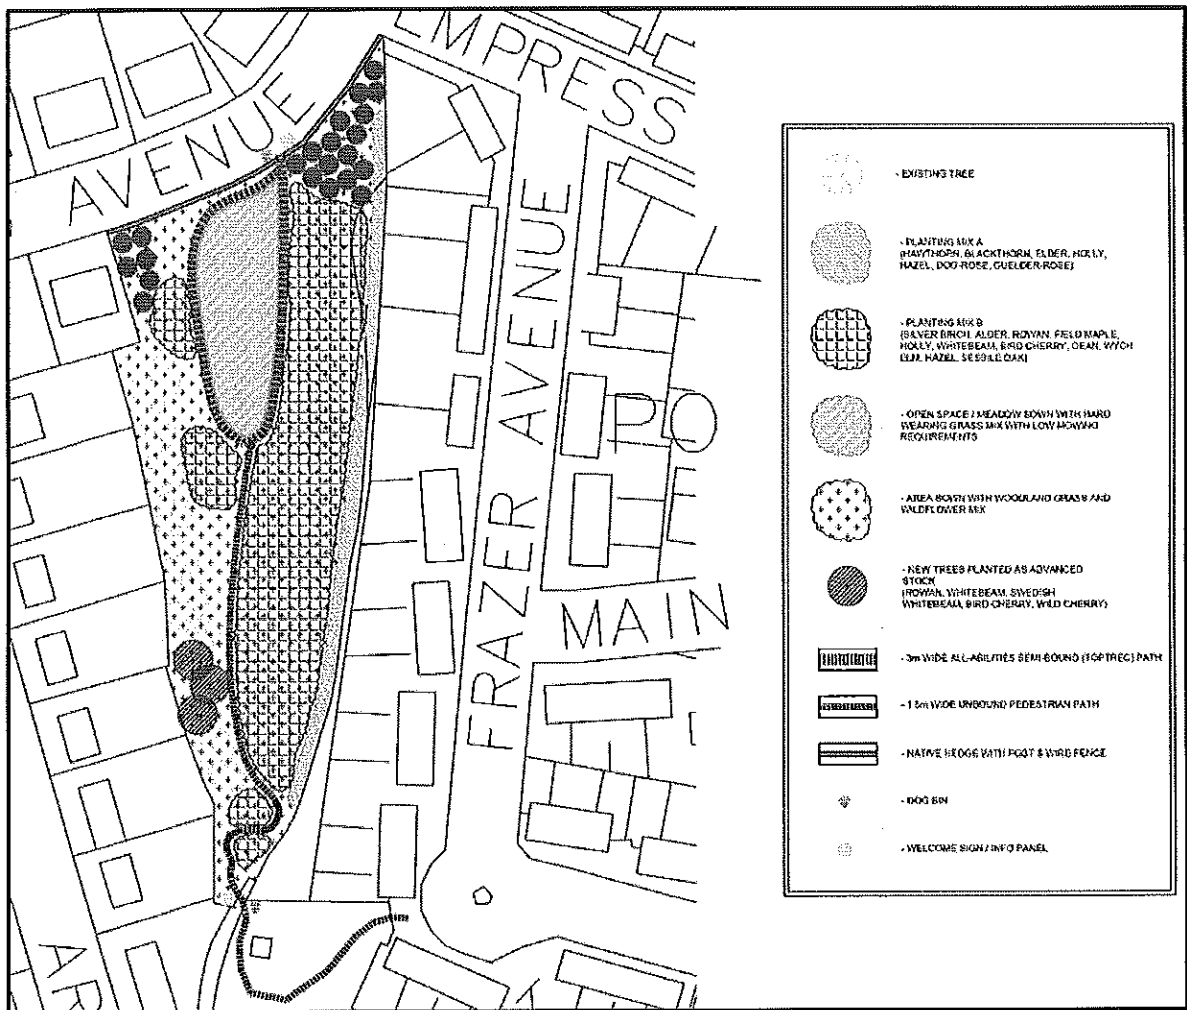 EMPRESS
AVENUE
FRAZER AVENUE
PO
MAIN
AR
- EXISTING TREE
- PLANTING MIX A
(HAWTHORN, BLACKTHORN, ELDER, HOLLY,
HAZEL, DOG-ROSE, GUELDER-ROSE)
- PLANTING MIX B
(SILVER BIRCH, ALDER, ROWAN, FIELD MAPLE,
HOLLY, WHITEBEAM, BIRD CHERRY, GEAN, WYCH
ELM, HAZEL, SESSILE OAK)
- OPEN SPACE / MEADOW SOWN WITH HARD
WEARING GRASS MIX WITH LOW MOWING
REQUIREMENTS
- AREA SOWN WITH WOODLAND GRASS AND
WILDFLOWER MIX
- NEW TREES PLANTED AS ADVANCED
STOCK
(ROWAN, WHITEBEAM, SWEDISH
WHITEBEAM, BIRD CHERRY, WILD CHERRY)
- 3m WIDE ALL-ABILITIES SEMI-BOUND (TOPTREC) PATH
- 1.5m WIDE UNBOUND PEDESTRIAN PATH
- NATIVE HEDGE WITH POST & WIRE FENCE
- DOG BIN
- WELCOME SIGN / INFO PANEL